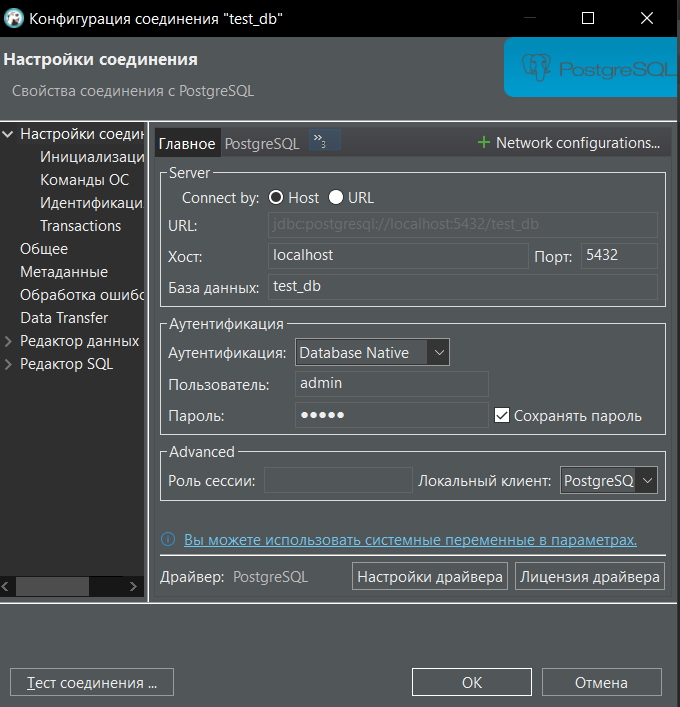 Конфигурация соединения "test_db"
Настройки соединения
Свойства соединения с PostgreSQL
PostgreSQL
Настройки соедин
Инициализаци
Команды ОС
Идентификаци
Transactions
Общее
Метаданные
Обработка ошибо
Data Transfer
Редактор данных
Редактор SQL
Главное PostgreSQL »3 Network configurations...
Server
Connect by: Host URL
URL: jdbc:postgresql://localhost:5432/test_db
Хост: localhost Порт: 5432
База данных: test_db
Аутентификация
Аутентификация: Database Native
Пользователь: admin
Пароль: ●●●●● Сохранять пароль
Advanced
Роль сессии: Локальный клиент: PostgreSQ
Вы можете использовать системные переменные в параметрах.
Драйвер: PostgreSQL Настройки драйвера Лицензия драйвера
Тест соединения ... ОК Отмена